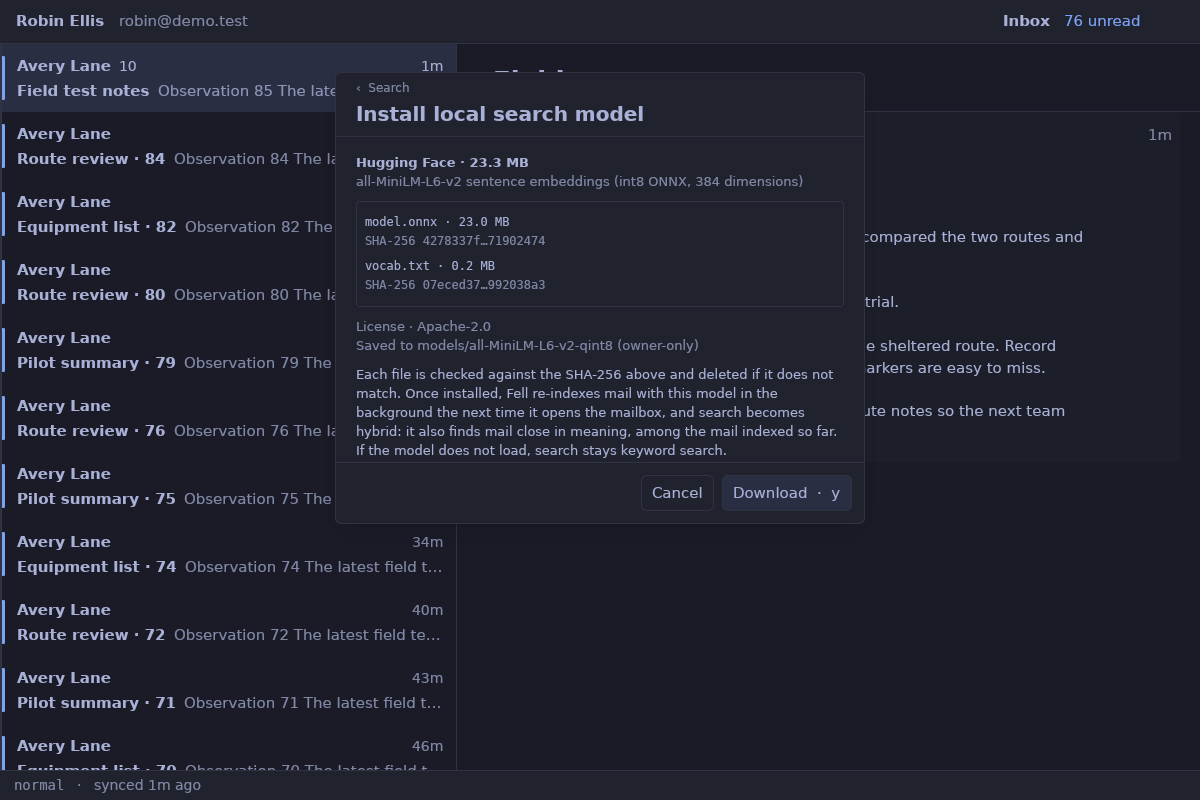 Robin Ellis robin@demo.test
Inbox 76 unread
Avery Lane 10 1m
Field test notes Observation 85 The late
Avery Lane
Route review · 84 Observation 84 The la
Avery Lane
Equipment list · 82 Observation 82 The
Avery Lane
Route review · 80 Observation 80 The la
Avery Lane
Pilot summary · 79 Observation 79 The
Avery Lane
Route review · 76 Observation 76 The la
Avery Lane
Pilot summary · 75 Observation 75 The
Avery Lane 34m
Equipment list · 74 Observation 74 The latest field t…
Avery Lane 40m
Route review · 72 Observation 72 The latest field te…
Avery Lane 43m
Pilot summary · 71 Observation 71 The latest field t…
Avery Lane 46m
Equipment list · 70 Observation 70 The latest field t…
‹ Search
Install local search model
Hugging Face · 23.3 MB
all-MiniLM-L6-v2 sentence embeddings (int8 ONNX, 384 dimensions)
model.onnx · 23.0 MB
SHA-256 4278337f…71902474
vocab.txt · 0.2 MB
SHA-256 07eced37…992038a3
License · Apache-2.0
Saved to models/all-MiniLM-L6-v2-qint8 (owner-only)
Each file is checked against the SHA-256 above and deleted if it does not
match. Once installed, Fell re-indexes mail with this model in the
background the next time it opens the mailbox, and search becomes
hybrid: it also finds mail close in meaning, among the mail indexed so far.
If the model does not load, search stays keyword search.
Cancel
Download · y
1m
compared the two routes and
trial.
e sheltered route. Record
arkers are easy to miss.
ute notes so the next team
normal · synced 1m ago